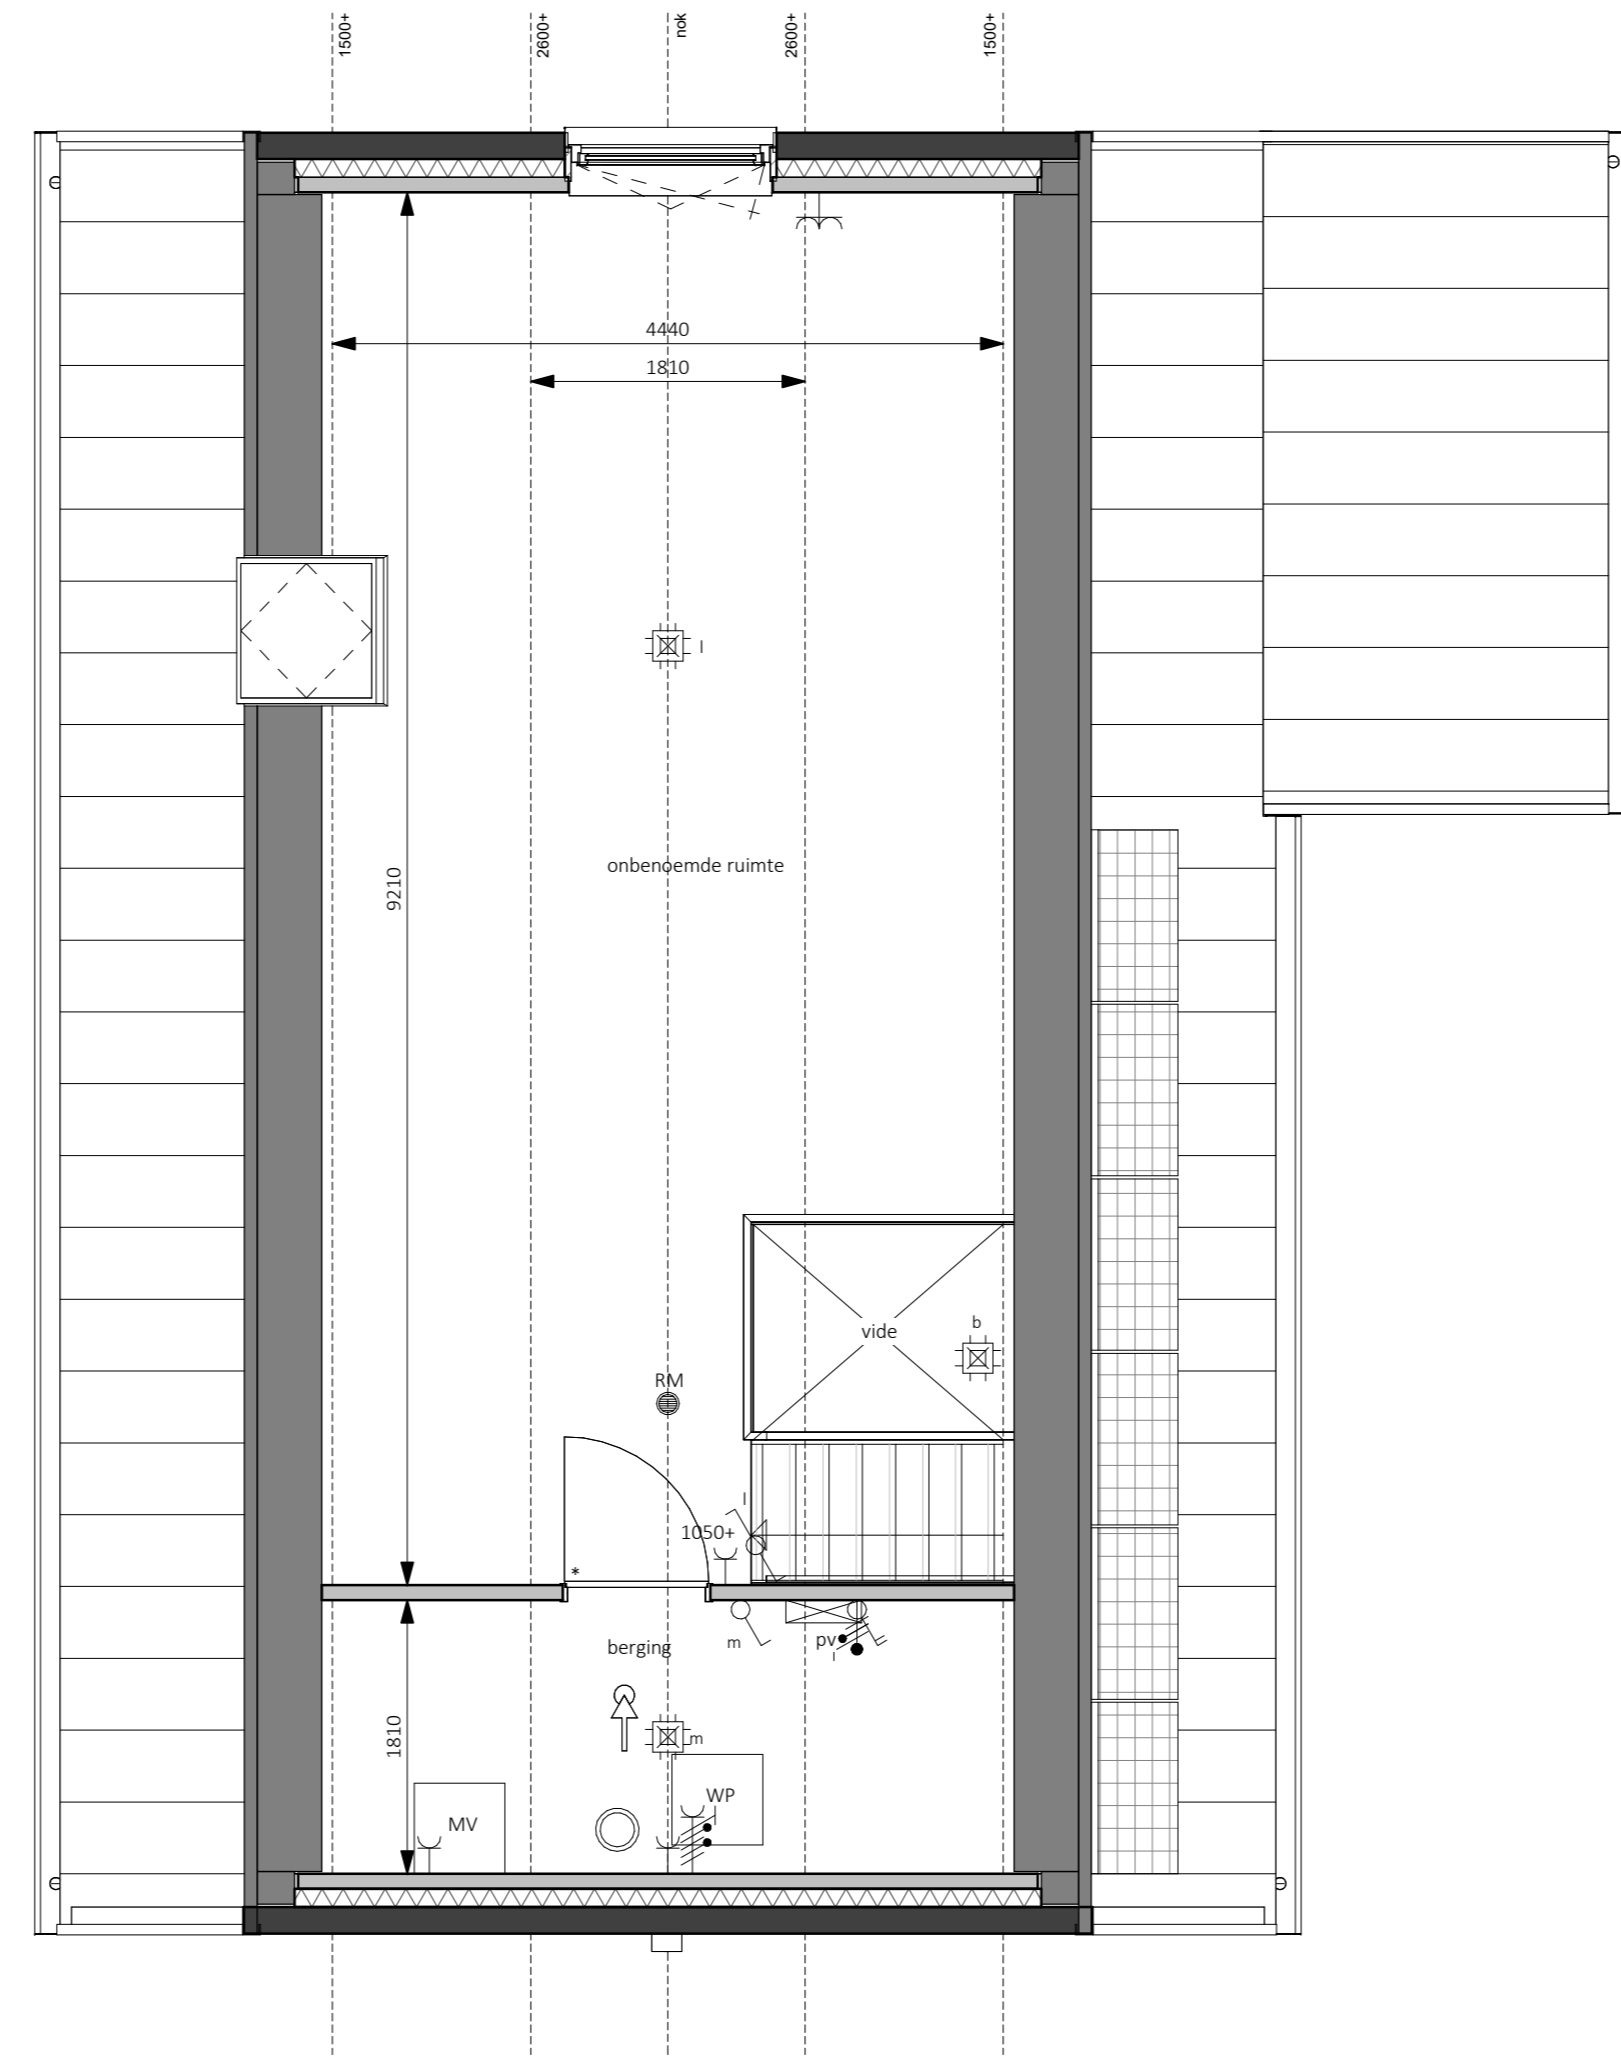 1500+
2600+
nok
2600+
1500+
4440
1810
l
onbenoemde ruimte
9210
b
vide
RM
l
1050+
*
m
pv
l
berging
1810
m
WP
l
MV